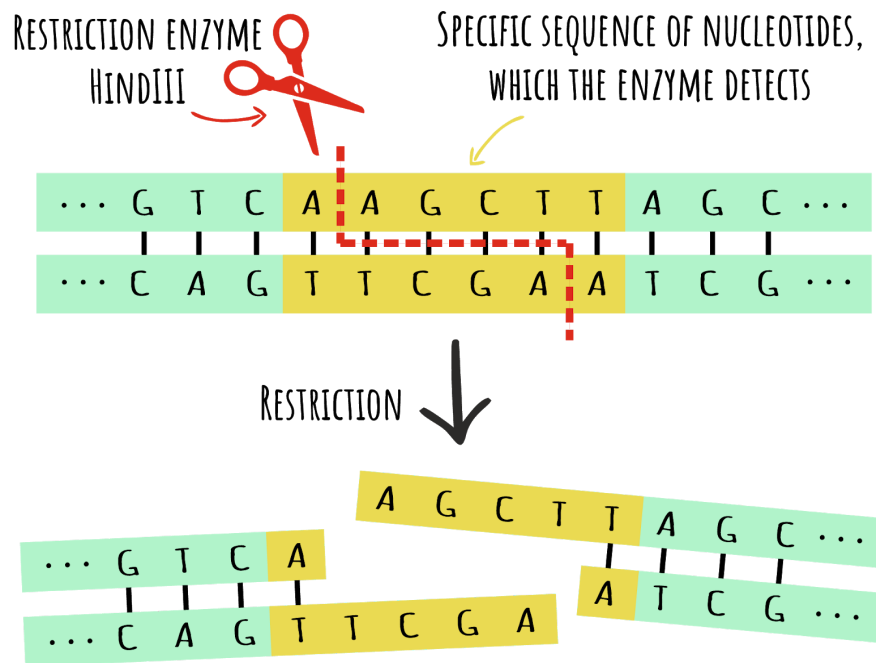 RESTRICTION ENZYME
HINDIII
SPECIFIC SEQUENCE OF NUCLEOTIDES,
WHICH THE ENZYME DETECTS
··· G T C A A G C T T A G C ···
··· C A G T T C G A A T C G ···
RESTRICTION
A G C T T A G C ···
··· G T C A
A T C G ···
··· C A G T T C G A